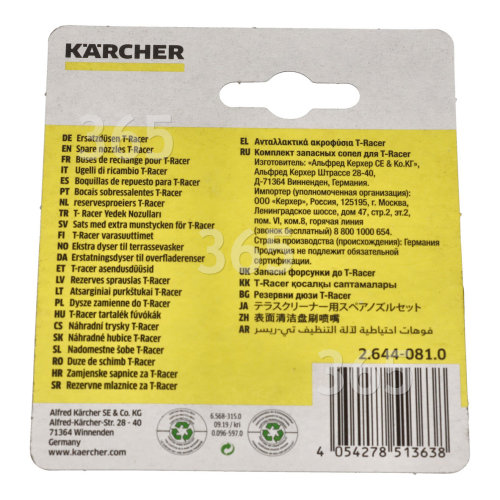 KÄRCHER
DE Ersatzdüsen T-Racer
EN Spare nozzles T-Racer
FR Buses de rechange pour T-Racer
IT Ugelli di ricambio T-Racer
ES Boquillas de repuesto para T-Racer
PT Bocais sobressalentes T-Racer
NL reservesproeiers T-Racer
TR T- Racer Yedek Nozulları
SV Sats med extra munstycken för T-Racer
FI T-Racer varasuuttimet
NO Ekstra dyser til terrassevasker
DA Erstatningsdyser til overfladerenser
ET T-racer asendusdüüsid
LV Rezerves sprauslas T-Racer
LT Atsarginiai purkštukai T-Racer
PL Dysze zamienne do T-Racer
HU T-racer tartalék fúvókák
CS Náhradní trysky T-Racer
SK Náhradné hubice T-Racer
SL Nadomestne šobe T-Racer
RO Duze de schimb T-Racer
HR Zamjenske sapnice za T-Racer
SR Rezervne mlaznice za T-Racer
EL Ανταλλακτικά ακροφύσια T-Racer
RU Комплект запасных сопел для T-Racer
Изготовитель: «Альфред Керхер СЕ & Ко.КГ»,
Альфред Керхер Штрассе 28-40,
Д-71364 Винненден, Германия.
Импортер (уполномоченная организация):
ООО «Керхер», Россия, 125195, г. Москва,
Ленинградское шоссе, дом 47, стр.2, эт.2,
пом. VI, ком.8, горячая линия
(звонок бесплатный) 8 800 1000 654.
Страна производства (происхождения): Германия
Продукция не подлежит обязательной
сертификации.
UK Запасні форсунки до T-Racer
KK T-Racer қосалқы саптамалары
BG Резервни дюзи T-Racer
JA テラスクリーナー用スペアノズルセット
ZH 表面清洁盘刷喷嘴
AR فوهات احتياطية لآلة التنظيف تي-ريسر
2.644-081.0
Alfred Kärcher SE & Co. KG
Alfred-Kärcher-Str. 28 - 40
71364 Winnenden
Germany
www.kaercher.com
6.568-315.0
09.19 / kri
0.096-597.0
4 054278 513638
365
365
365